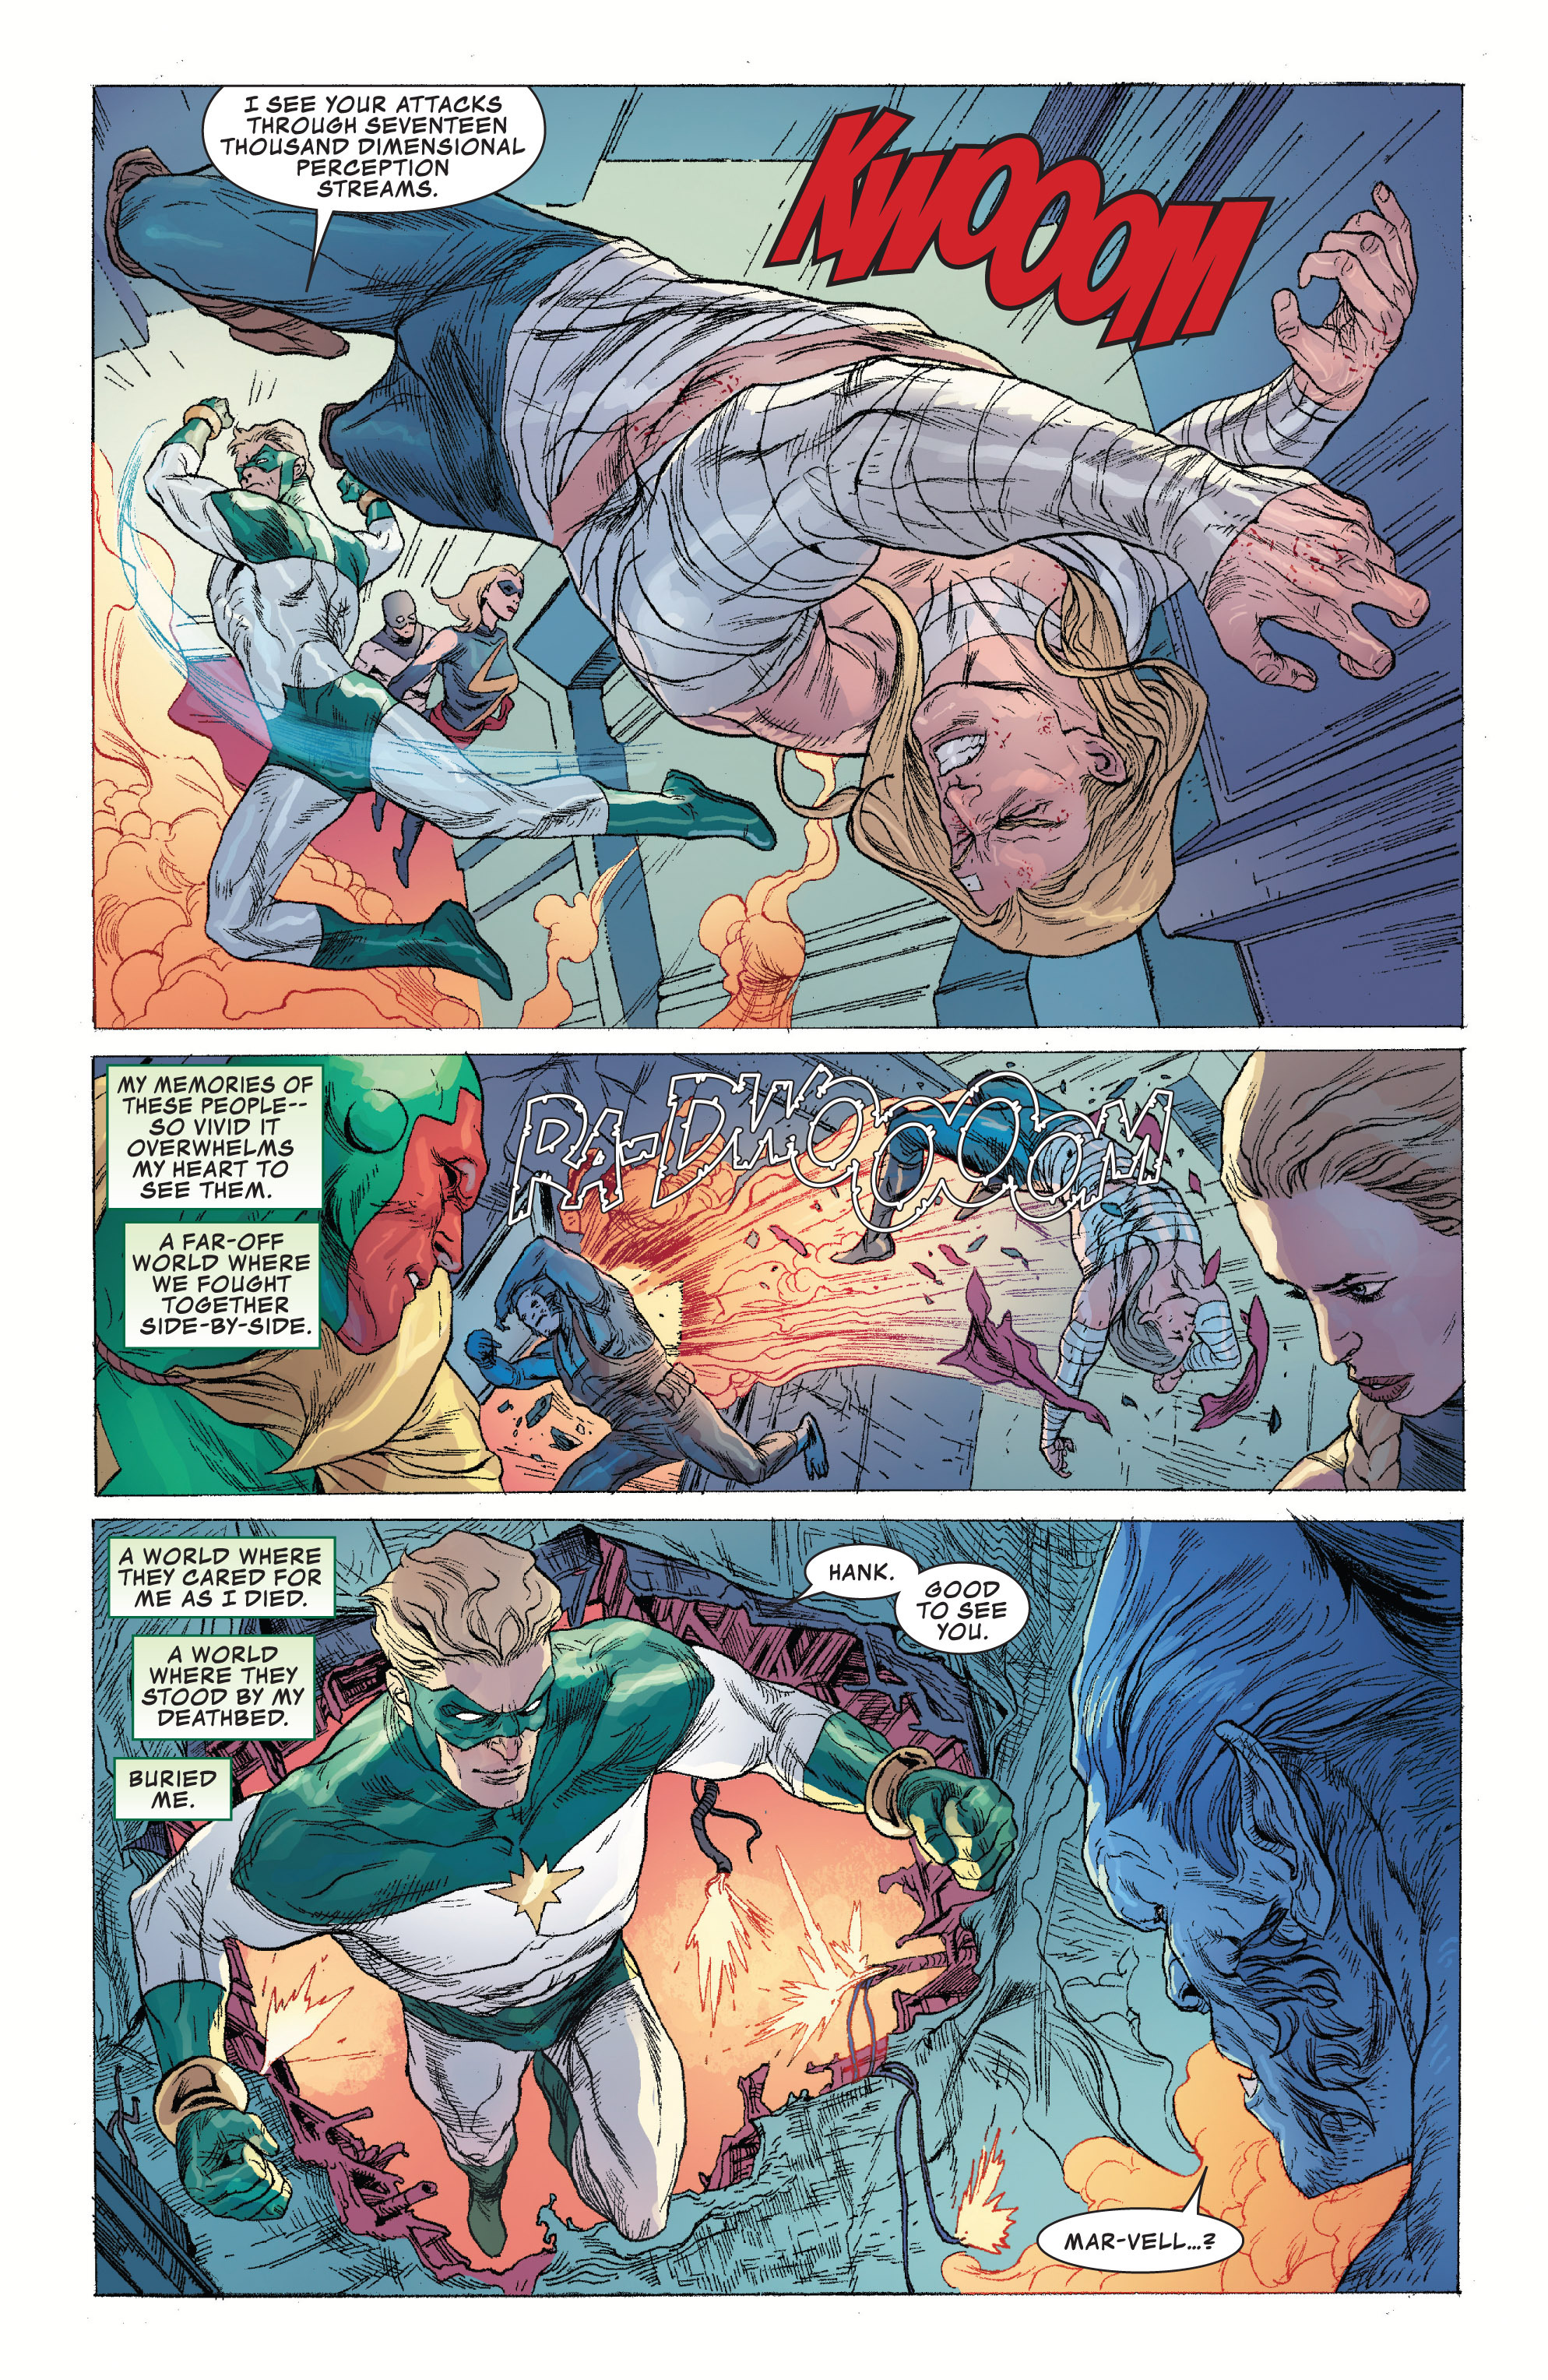 I SEE YOUR ATTACKS
THROUGH SEVENTEEN
THOUSAND DIMENSIONAL
PERCEPTION
STREAMS.
KWOOOM
MY MEMORIES OF
THESE PEOPLE--
SO VIVID IT
OVERWHELMS
MY HEART TO
SEE THEM.
A FAR-OFF
WORLD WHERE
WE FOUGHT
TOGETHER
SIDE-BY-SIDE.
RA-DWOOOOOM
A WORLD WHERE
THEY CARED FOR
ME AS I DIED.
A WORLD
WHERE THEY
STOOD BY MY
DEATHBED.
BURIED
ME.
HANK.
GOOD
TO SEE
YOU.
MAR-VELL...?